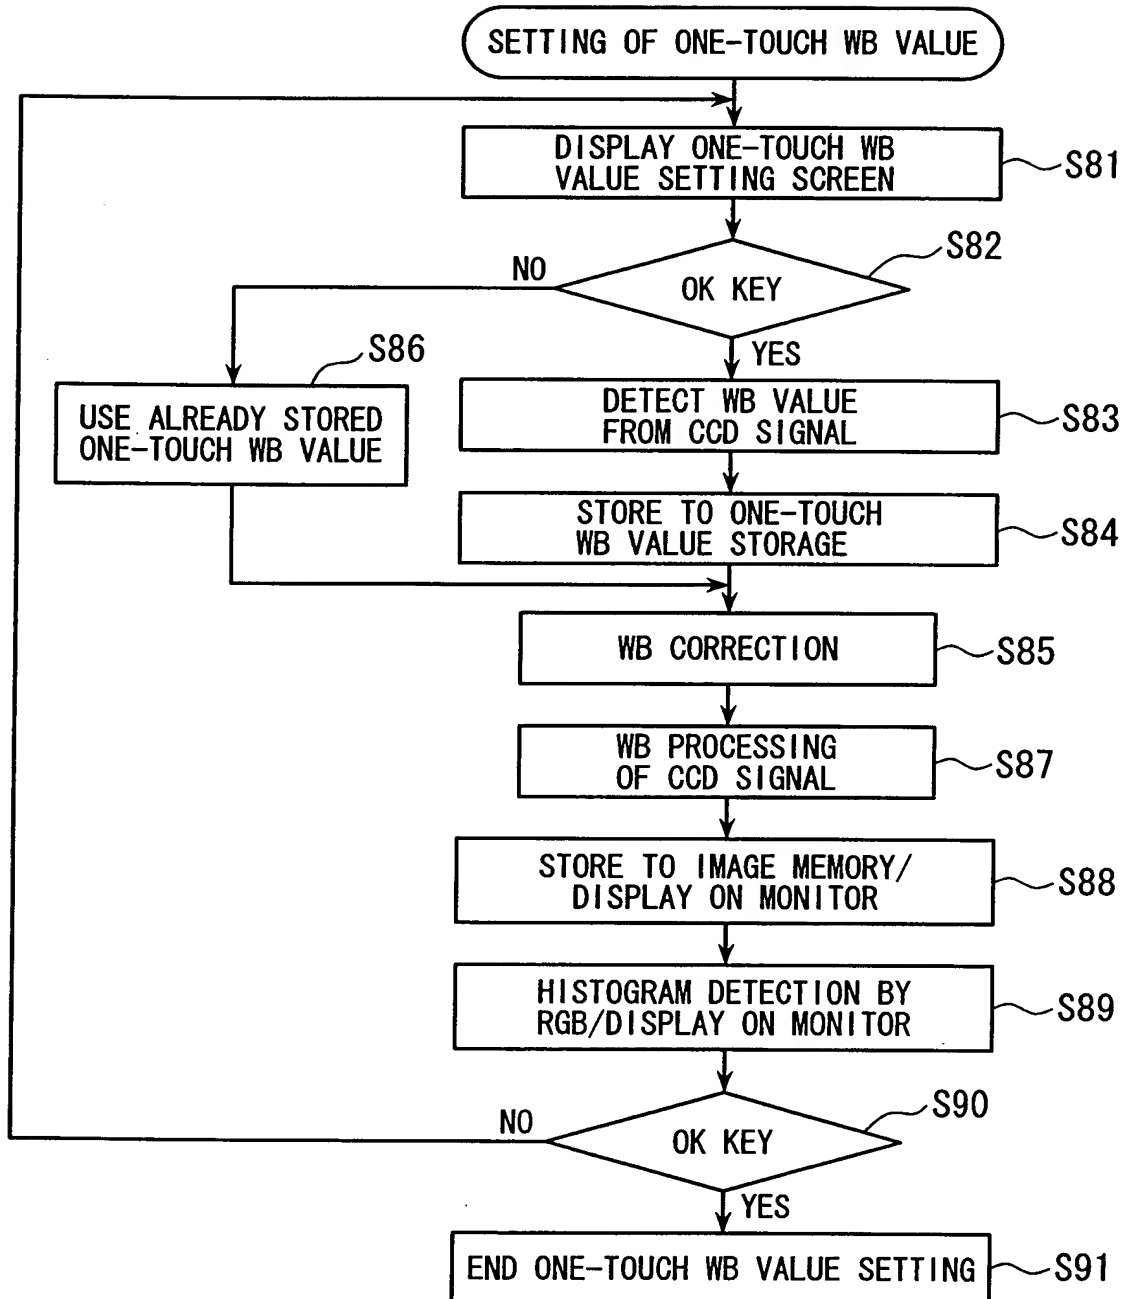 SETTING OF ONE-TOUCH WB VALUE
DISPLAY ONE-TOUCH WB
VALUE SETTING SCREEN
S81
S82
NO
OK KEY
YES
S86
USE ALREADY STORED
ONE-TOUCH WB VALUE
DETECT WB VALUE
FROM CCD SIGNAL
S83
STORE TO ONE-TOUCH
WB VALUE STORAGE
S84
WB CORRECTION
S85
WB PROCESSING
OF CCD SIGNAL
S87
STORE TO IMAGE MEMORY/
DISPLAY ON MONITOR
S88
HISTOGRAM DETECTION BY
RGB/DISPLAY ON MONITOR
S89
S90
NO
OK KEY
YES
END ONE-TOUCH WB VALUE SETTING
S91